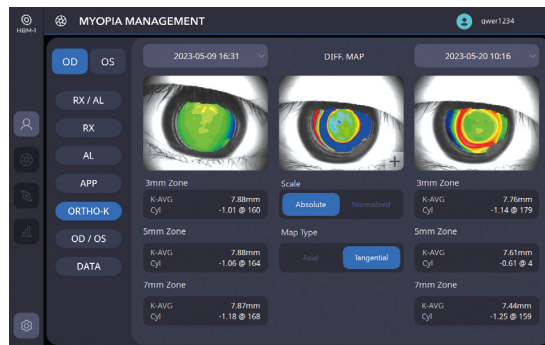 HBM-1
MYOPIA MANAGEMENT
qwer1234
OD OS
RX / AL
RX
AL
APP
ORTHO-K
OD / OS
DATA
2023-05-09 16:31
DIFF. MAP
2023-05-20 10:16
3mm Zone
K-AVG 7.88mm
Cyl -1.01 @ 160
5mm Zone
K-AVG 7.88mm
Cyl -1.06 @ 164
7mm Zone
K-AVG 7.87mm
Cyl -1.18 @ 168
+
Scale
Absolute Normalized
Map Type
Axial Tangential
3mm Zone
K-AVG 7.76mm
Cyl -1.14 @ 179
5mm Zone
K-AVG 7.61mm
Cyl -0.61 @ 4
7mm Zone
K-AVG 7.44mm
Cyl -1.25 @ 159